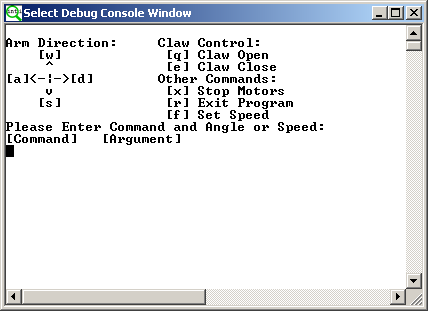 Select Debug Console Window
Arm Direction:     Claw Control:
     [w]             [q] Claw Open
      ^              [e] Claw Close
[a]<-¦->[d]        Other Commands:
      v              [x] Stop Motors
     [s]             [r] Exit Program
                     [f] Set Speed
Please Enter Command and Angle or Speed:
[Command]   [Argument]